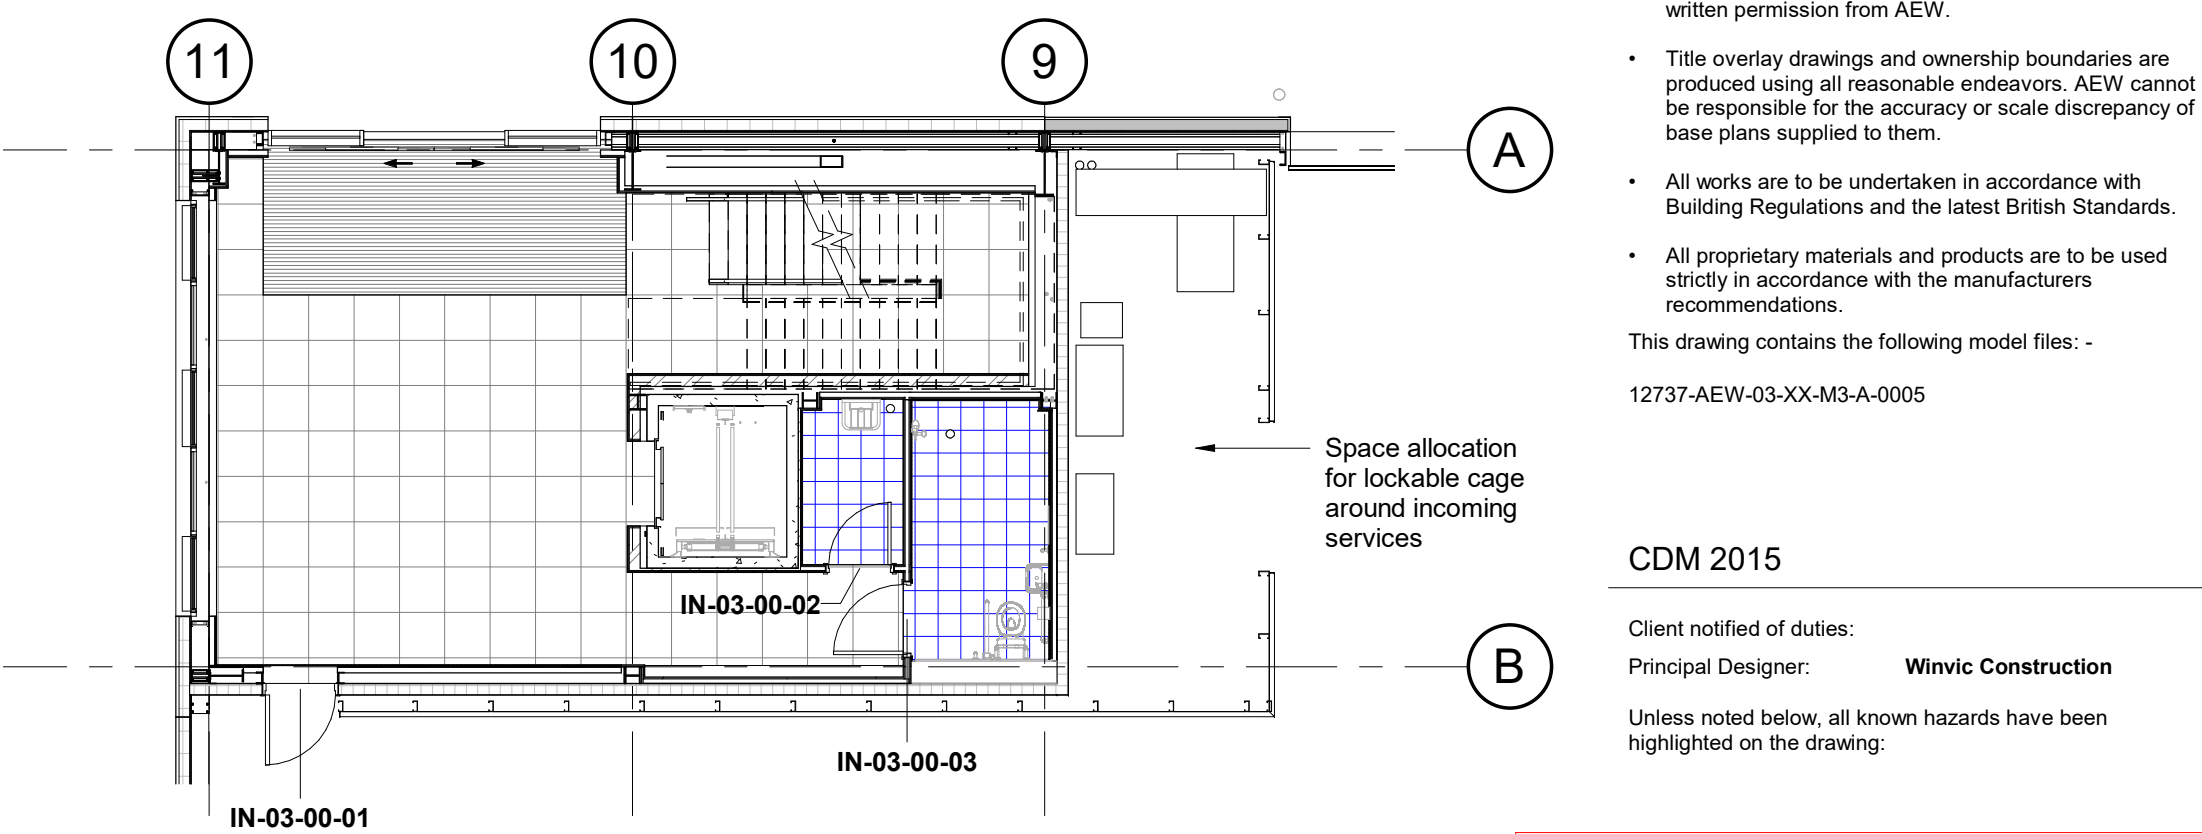 11
10
9
A
B
IN-03-00-02
IN-03-00-03
IN-03-00-01
Space allocation
for lockable cage
around incoming
services
written permission from AEW.
• Title overlay drawings and ownership boundaries are
produced using all reasonable endeavors. AEW cannot
be responsible for the accuracy or scale discrepancy of
base plans supplied to them.
• All works are to be undertaken in accordance with
Building Regulations and the latest British Standards.
• All proprietary materials and products are to be used
strictly in accordance with the manufacturers
recommendations.
This drawing contains the following model files: -
12737-AEW-03-XX-M3-A-0005
CDM 2015
Client notified of duties:
Principal Designer: Winvic Construction
Unless noted below, all known hazards have been
highlighted on the drawing: